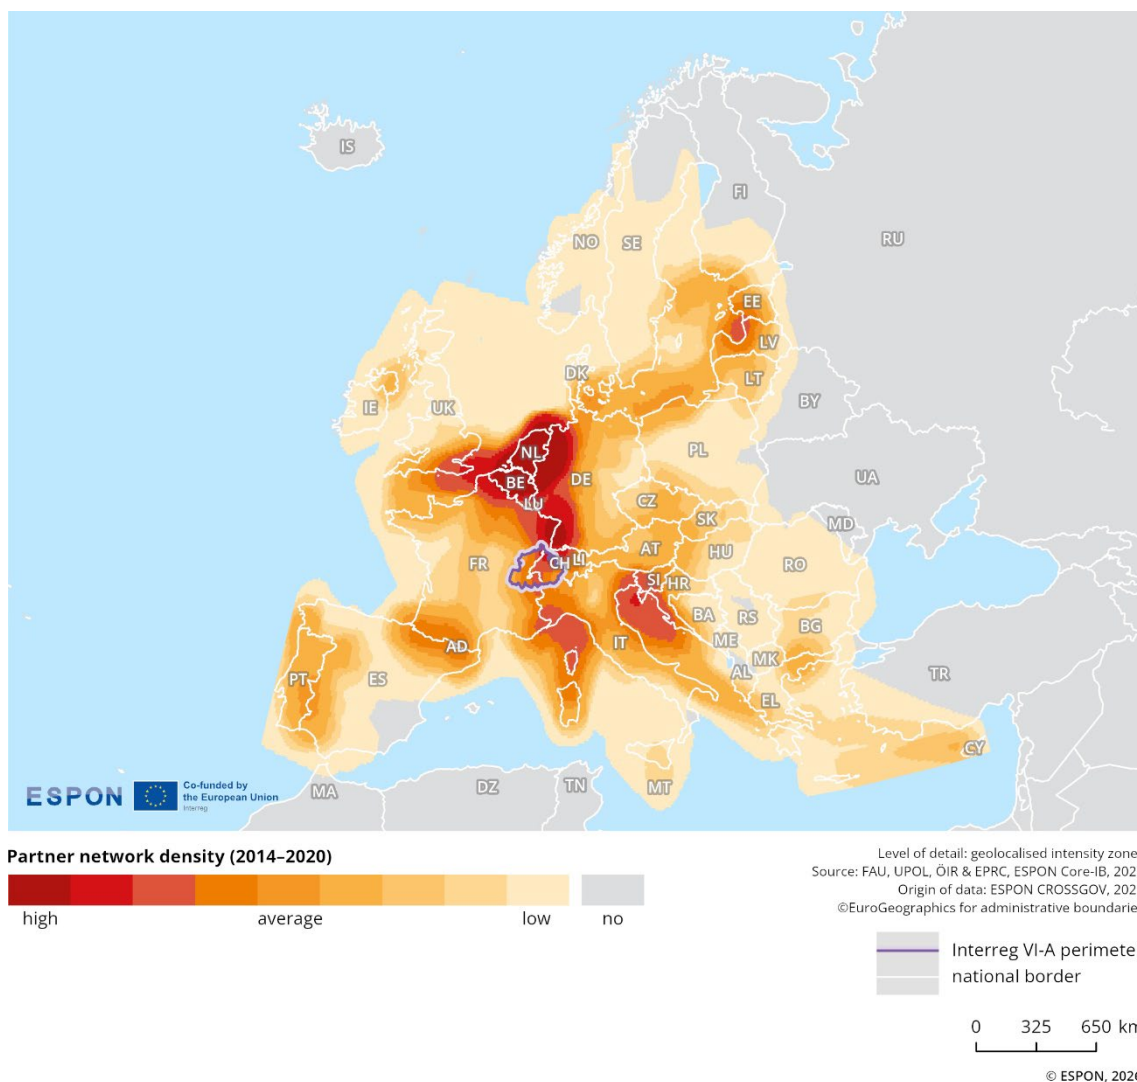 IS
FI
NO
SE
RU
EE
LV
DK
LT
IE
UK
BY
NL
PL
BE
DE
UA
LU
CZ
SK
MD
AT
HU
FR
CH
LI
RO
SI
HR
BA
RS
IT
ME
BG
AD
MK
AL
PT
ES
EL
TR
CY
MT
MA
DZ
TN
ESPON
Co-funded by
the European Union
Interreg
Partner network density (2014–2020)
high
average
low
no
Level of detail: geolocalised intensity zone
Source: FAU, UPOL, ÖIR & EPRC, ESPON Core-IB, 202
Origin of data: ESPON CROSSGOV, 202
©EuroGeographics for administrative boundarie
Interreg VI-A perimete
national border
0 325 650 km
© ESPON, 2026